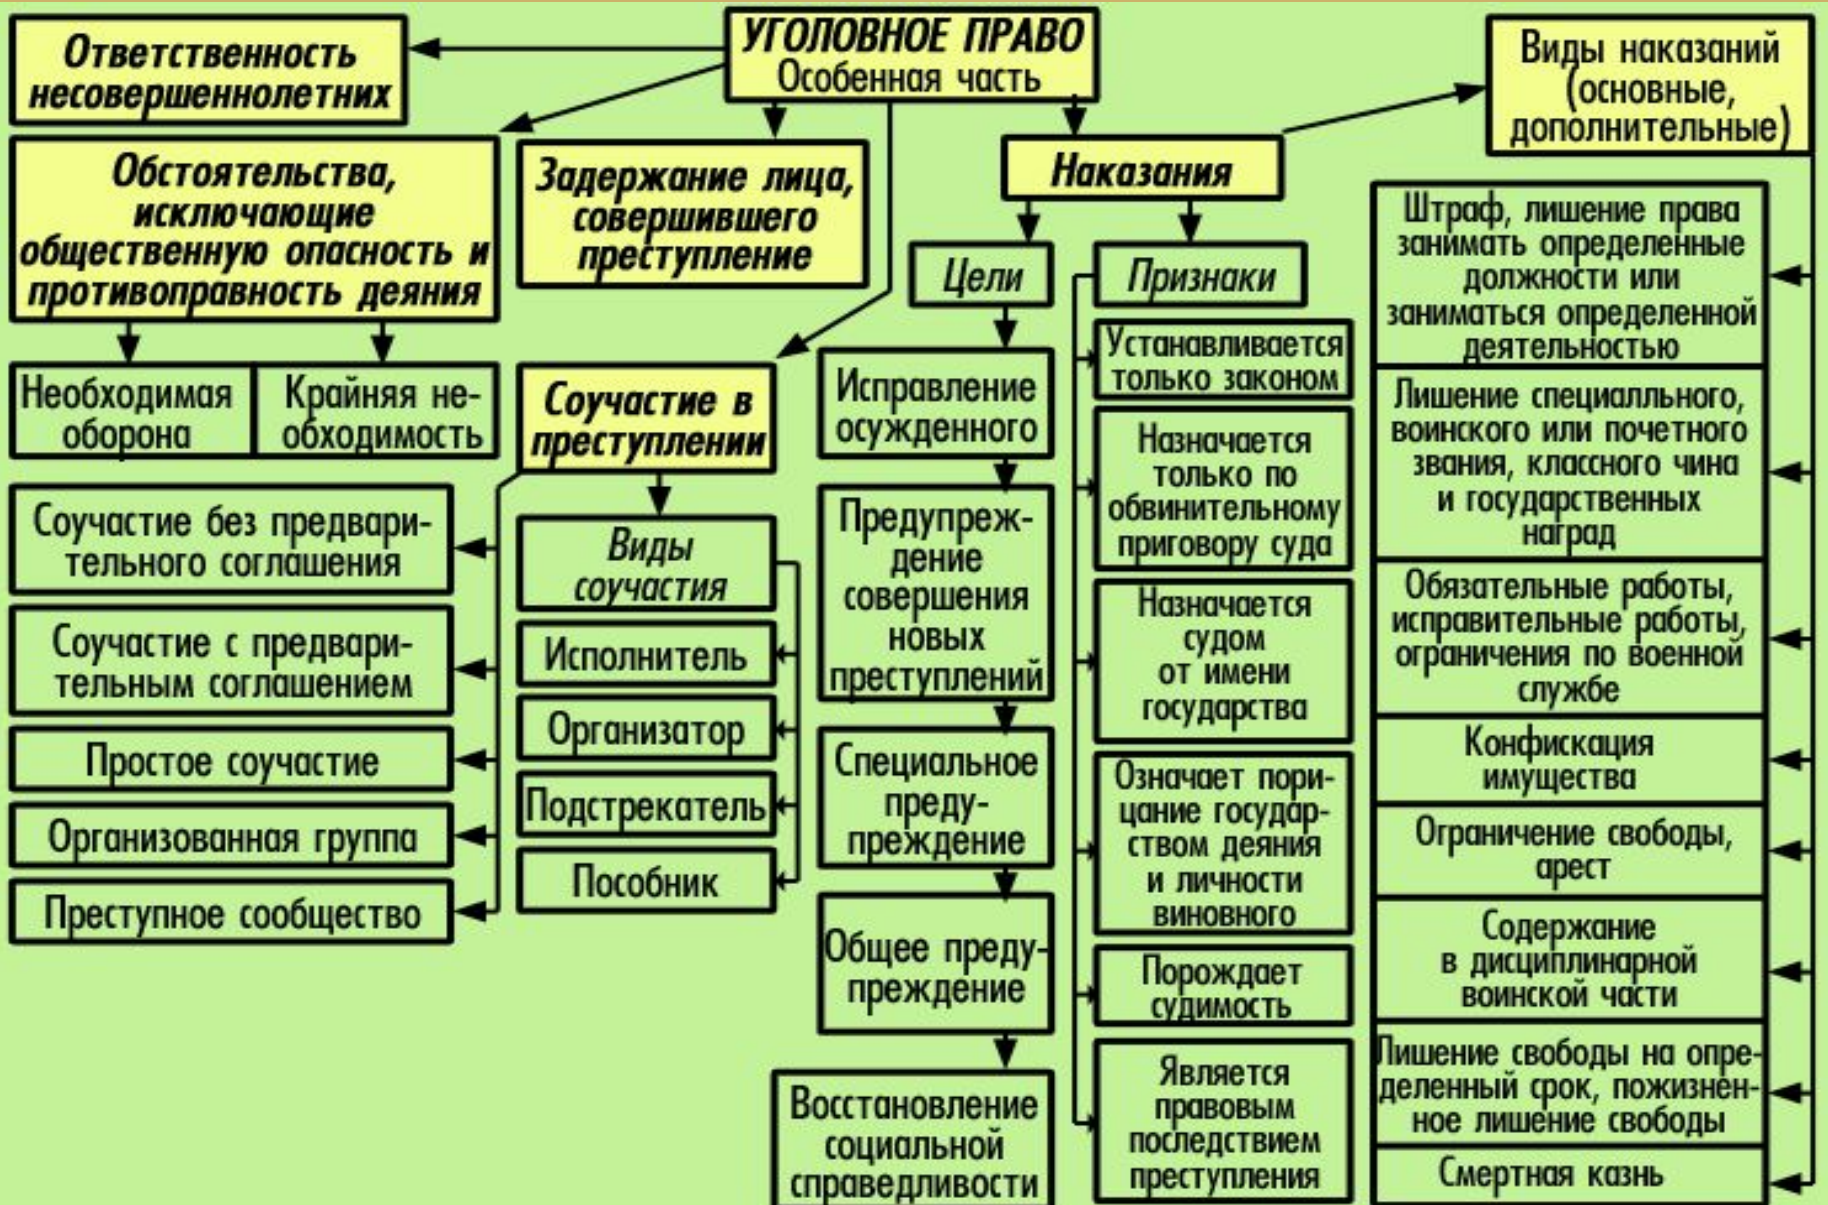 УГОЛОВНОЕ ПРАВО
Особенная часть
Ответственность
несовершеннолетних
Обстоятельства,
исключающие
общественную опасность и
противоправность деяния
Необходимая
оборона
Крайняя не-
обходимость
Задержание лица,
совершившего
преступление
Соучастие в
преступлении
Соучастие без предвари-
тельного соглашения
Соучастие с предвари-
тельным соглашением
Простое соучастие
Организованная группа
Преступное сообщество
Виды
соучастия
Исполнитель
Организатор
Подстрекатель
Пособник
Наказания
Цели
Исправление
осужденного
Предупреж-
дение
совершения
новых
преступлений
Специальное
преду-
преждение
Общее преду-
преждение
Восстановление
социальной
справедливости
Признаки
Устанавливается
только законом
Назначается
только по
обвинительному
приговору суда
Назначается
судом
от имени
государства
Означает пори-
цание государ-
ством деяния
и личности
виновного
Порождает
судимость
Является
правовым
последствием
преступления
Виды наказаний
(основные,
дополнительные)
Штраф, лишение права
занимать определенные
должности или
заниматься определенной
деятельностью
Лишение специалльного,
воинского или почетного
звания, классного чина
и государственных
наград
Обязательные работы,
исправительные работы,
ограничения по военной
службе
Конфискация
имущества
Ограничение свободы,
арест
Содержание
в дисциплинарной
воинской части
Лишение свободы на опре-
деленный срок, пожизнен-
ное лишение свободы
Смертная казнь